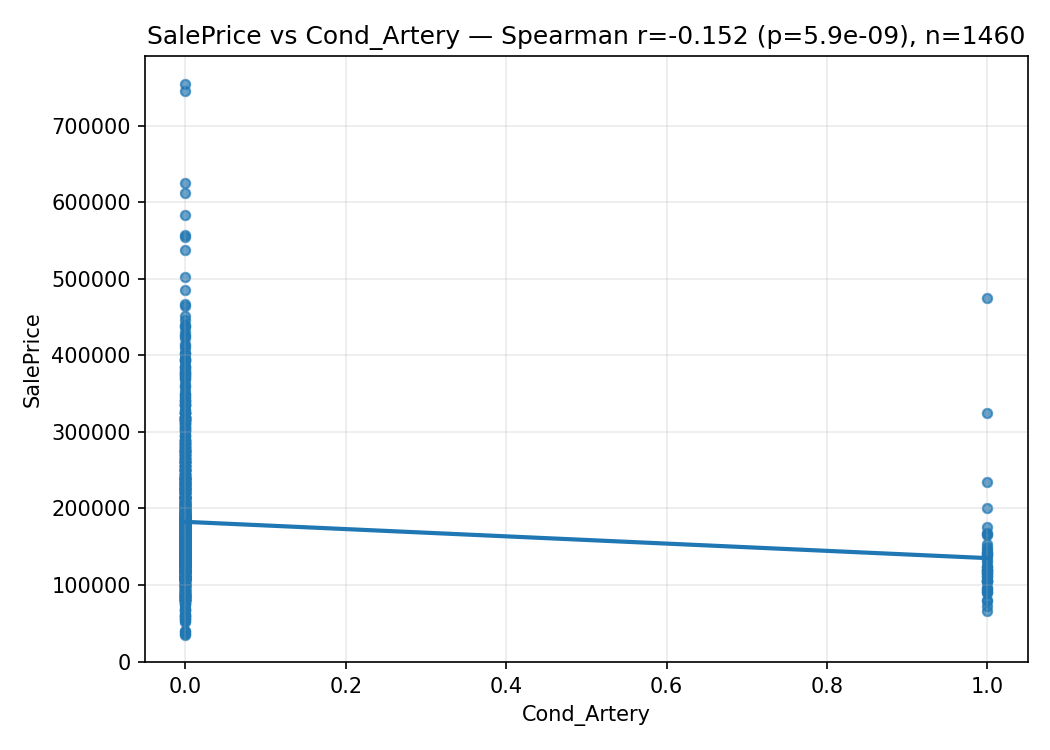 SalePrice vs Cond_Artery — Spearman r=-0.152 (p=5.9e-09), n=1460
SalePrice
700000
600000
500000
400000
300000
200000
100000
0
0.0 0.2 0.4 0.6 0.8 1.0
Cond_Artery